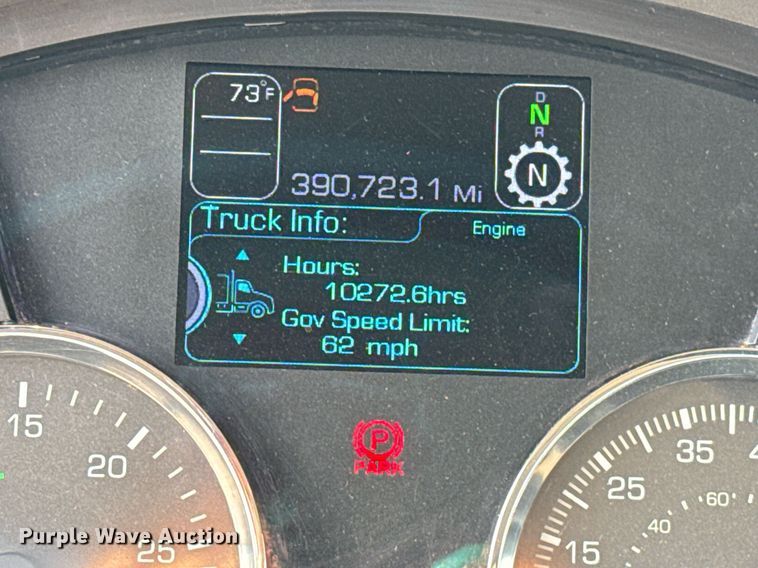 73°F
D
N
R
N
390,723.1 Mi
Truck Info:
Engine
Hours:
10272.6hrs
Gov Speed Limit:
62 mph
P
PARK
15
20
25
15
25
35
40
60
Purple Wave Auction